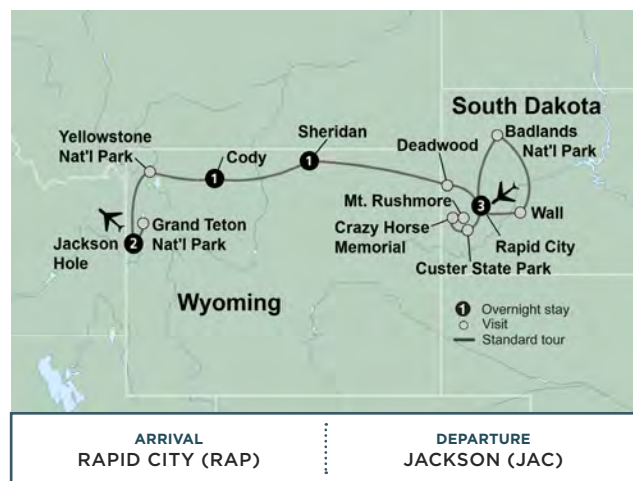 South Dakota
Sheridan
Badlands
Nat'l Park
Yellowstone
Nat'l Park
Cody
Deadwood
1
1
Mt. Rushmore
3
Wall
Grand Teton
Nat'l Park
Crazy Horse
Memorial
Rapid City
Jackson
Hole
2
Custer State Park
Wyoming
1 Overnight stay
Visit
Standard tour
ARRIVAL
RAPID CITY (RAP)
DEPARTURE
JACKSON (JAC)